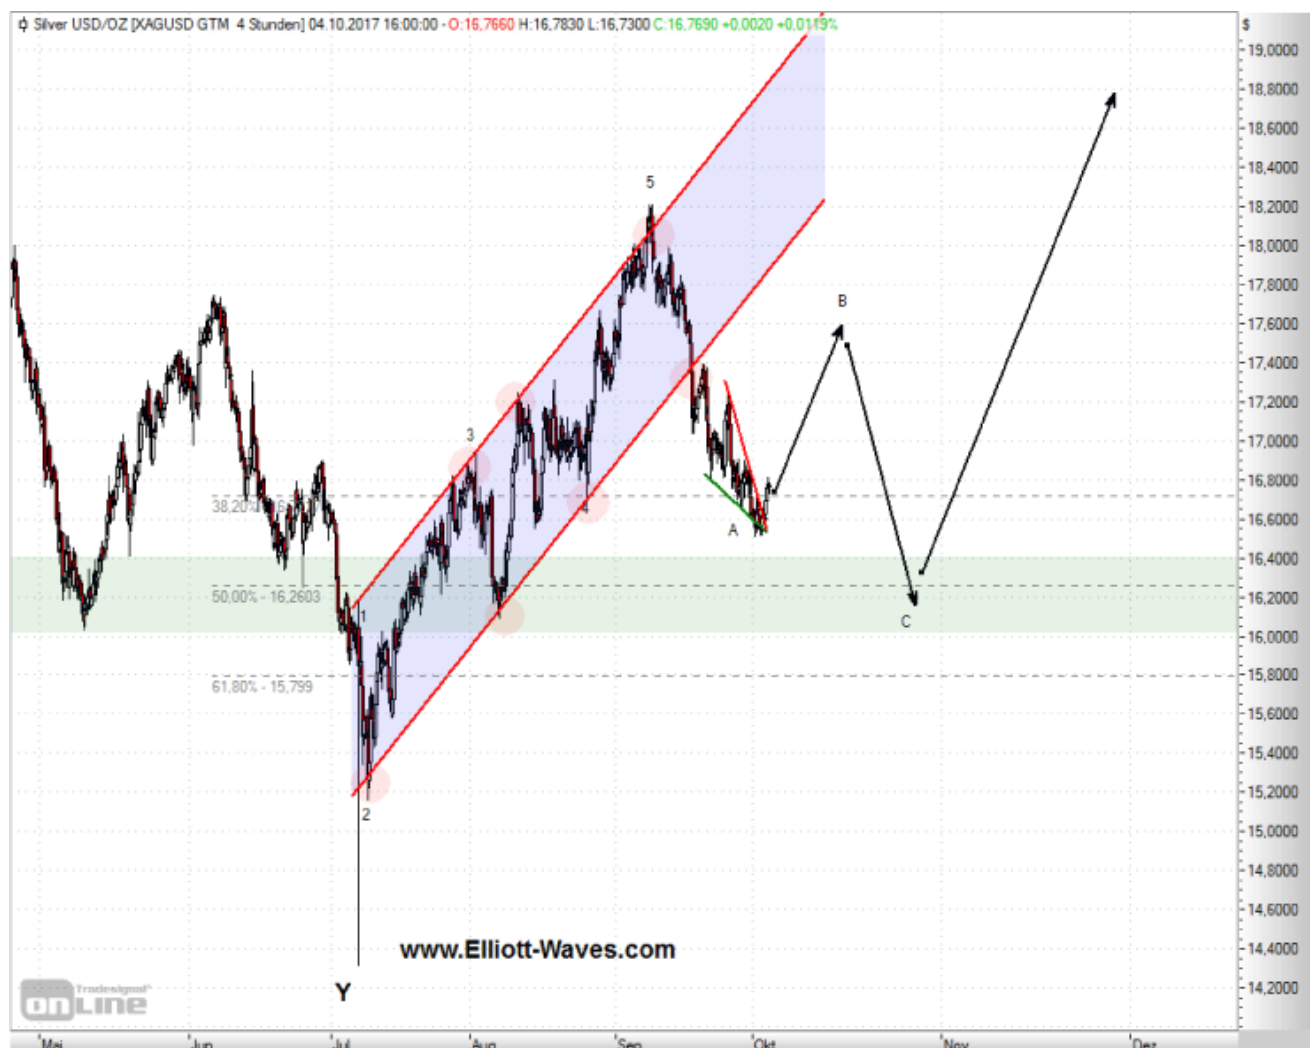 Silver USD/OZ [XAGUSD GTM 4 Stunden] 04.10.2017 16:00:00 - O:16,7660 H:16,7830 L:16,7300 C:16,7690 +0,0020 +0,0119%
$
19,0000
18,8000
18,6000
18,4000
18,2000
18,0000
17,8000
17,6000
17,4000
17,2000
17,0000
16,8000
16,6000
16,4000
16,2000
16,0000
15,8000
15,6000
15,4000
15,2000
15,0000
14,8000
14,6000
14,4000
14,2000
5
B
3
4
A
38,20%
50,00% - 16,2603
1
C
61,80% - 15,799
2
www.Elliott-Waves.com
Y
Tradesignal
onLine
Mai Jun Jul Aug Sep Okt Nov Dez